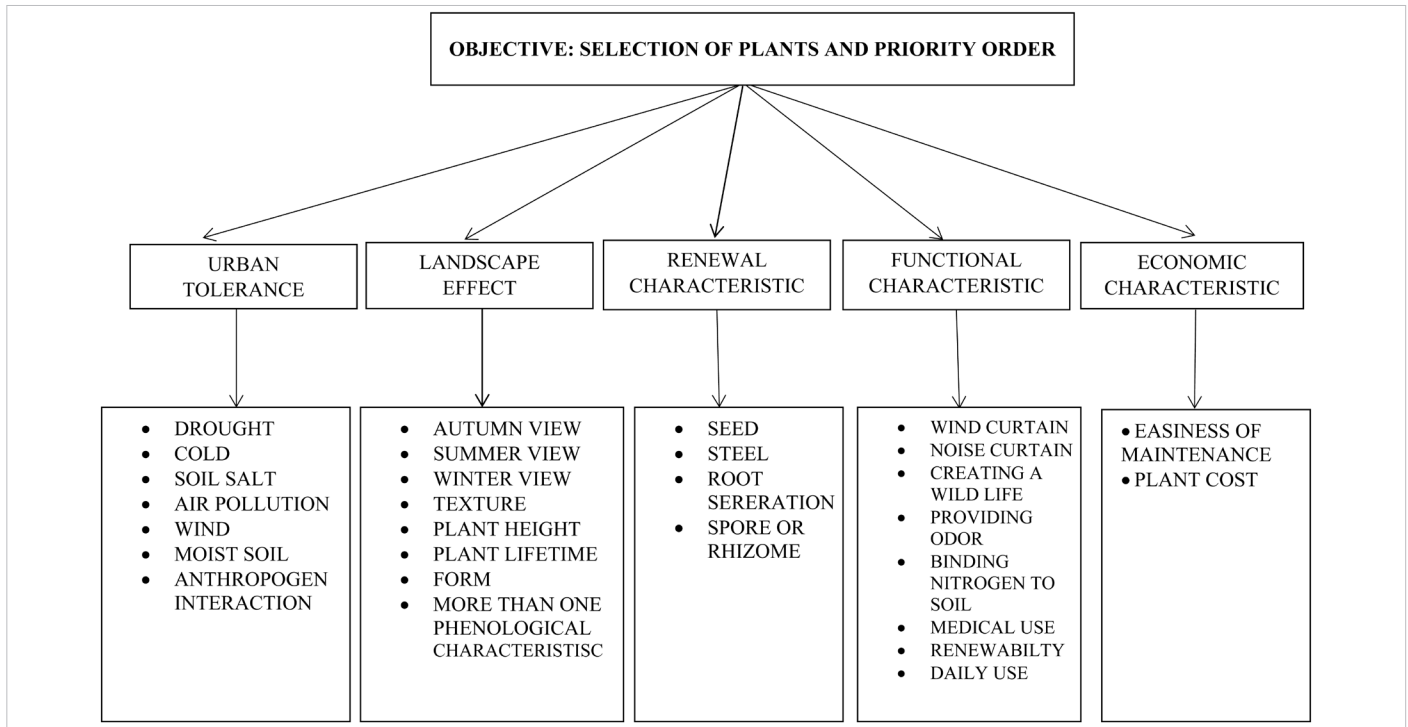 OBJECTIVE: SELECTION OF PLANTS AND PRIORITY ORDER
URBAN
TOLERANCE
LANDSCAPE
EFFECT
RENEWAL
CHARACTERISTIC
FUNCTIONAL
CHARACTERISTIC
ECONOMIC
CHARACTERISTIC
• DROUGHT
• COLD
• SOIL SALT
• AIR POLLUTION
• WIND
• MOIST SOIL
• ANTHROPOGEN
INTERACTION
• AUTUMN VIEW
• SUMMER VIEW
• WINTER VIEW
• TEXTURE
• PLANT HEIGHT
• PLANT LIFETIME
• FORM
• MORE THAN ONE
PHENOLOGICAL
CHARACTERISTISC
• SEED
• STEEL
• ROOT
SERERATION
• SPORE OR
RHIZOME
• WIND CURTAIN
• NOISE CURTAIN
• CREATING A
WILD LIFE
• PROVIDING
ODOR
• BINDING
NITROGEN TO
SOIL
• MEDICAL USE
• RENEWABILTY
• DAILY USE
• EASINESS OF
MAINTENANCE
• PLANT COST